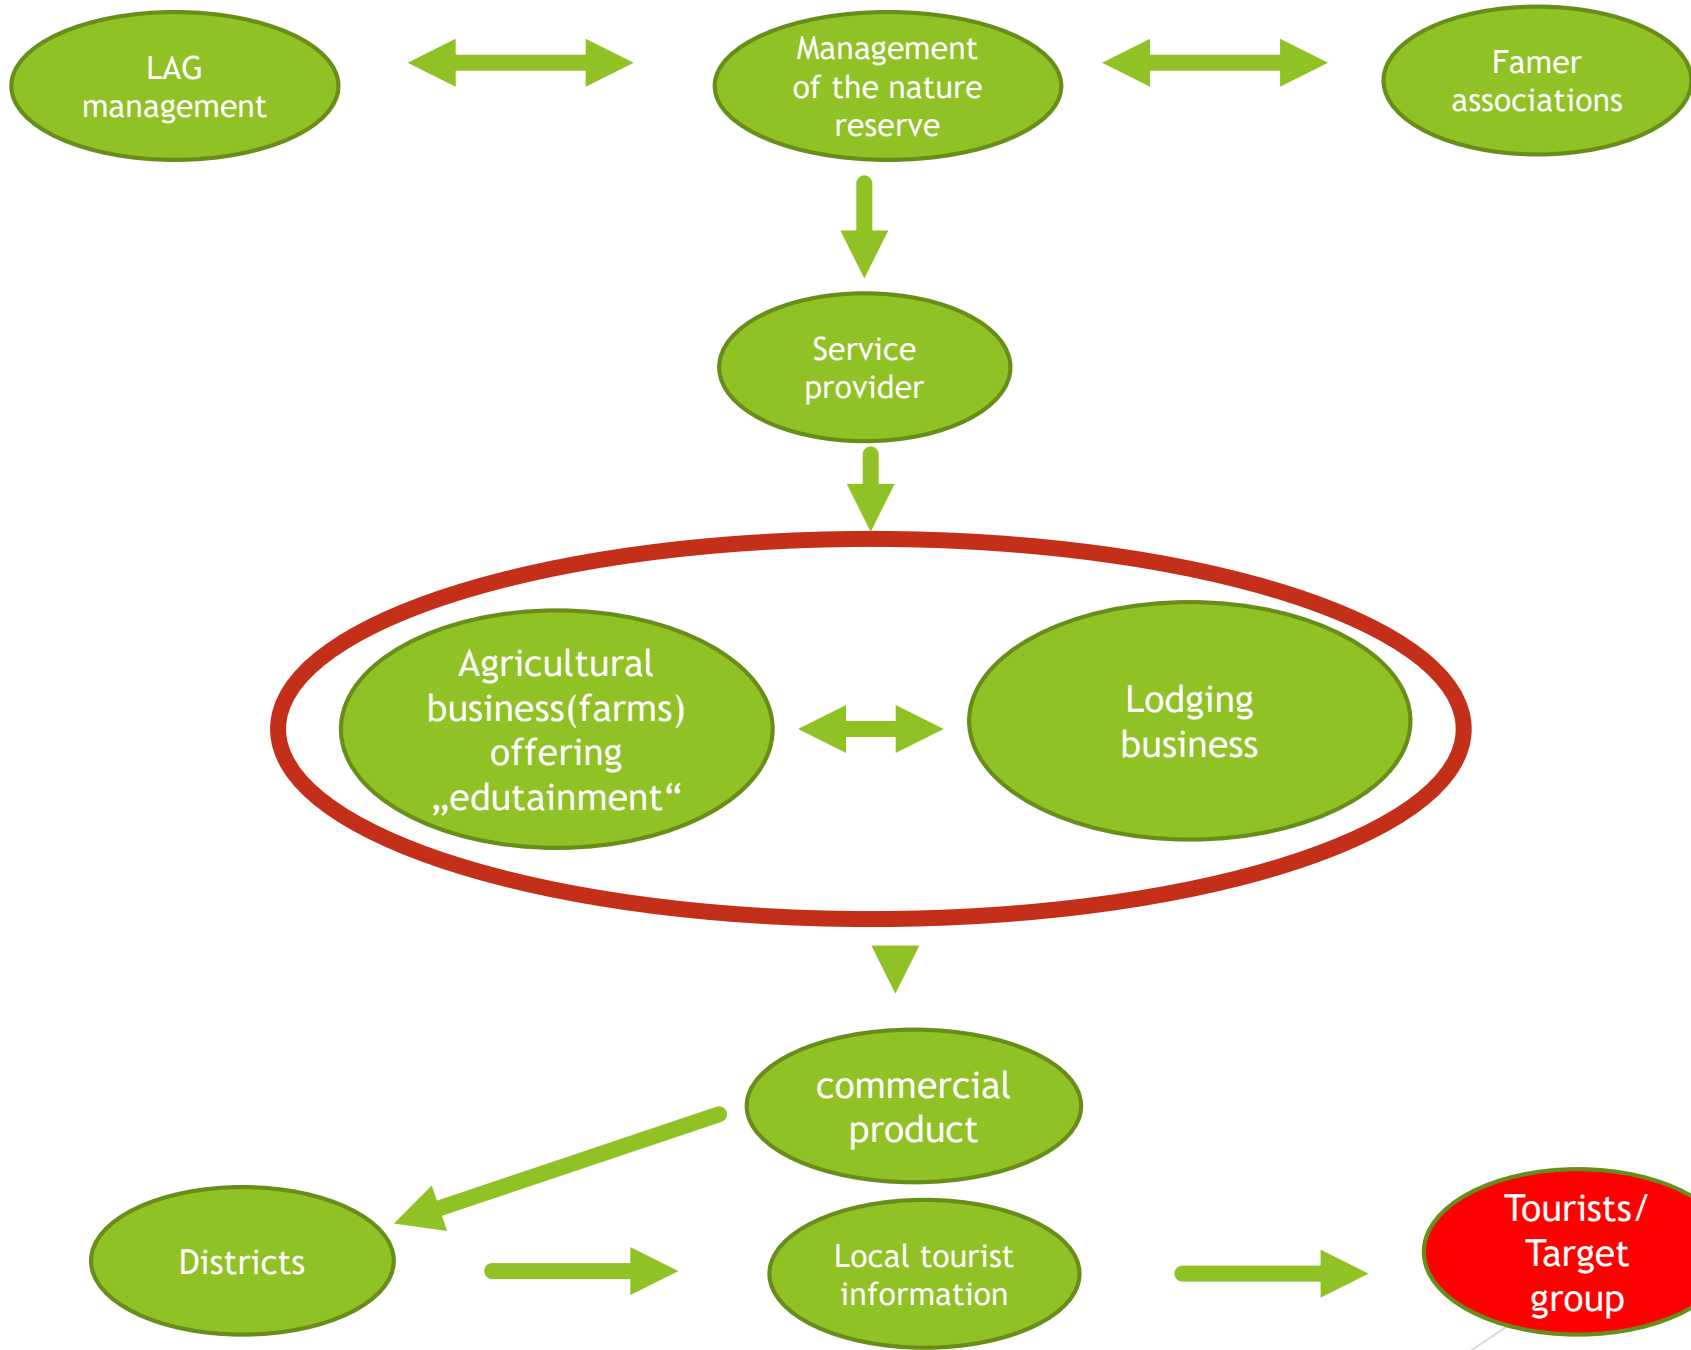 LAG
management
Management
of the nature
reserve
Famer
associations
Service
provider
Agricultural
business(farms)
offering
„edutainment“
Lodging
business
commercial
product
Districts
Local tourist
information
Tourists/
Target
group